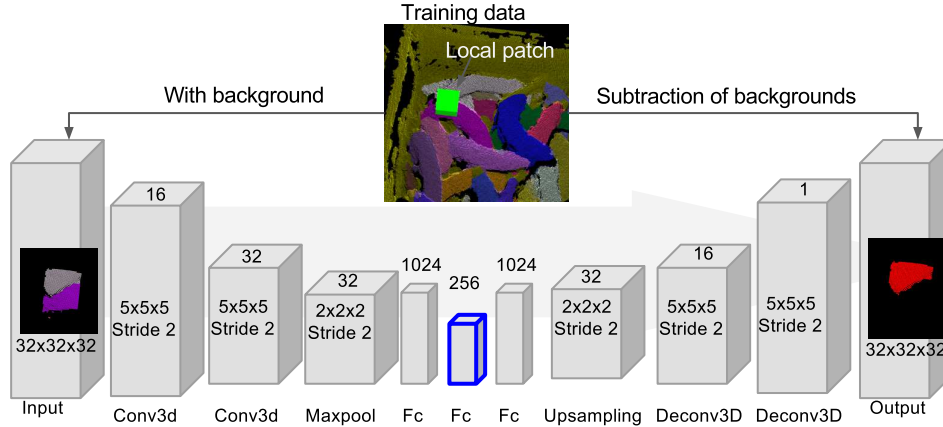 Training data
Local patch
With background
Subtraction of backgrounds
16
32
32
1024
256
1024
32
16
1
5x5x5
Stride 2
5x5x5
Stride 2
2x2x2
Stride 2
2x2x2
Stride 2
5x5x5
Stride 2
5x5x5
Stride 2
32x32x32
32x32x32
Input
Conv3d
Conv3d
Maxpool
Fc
Fc
Fc
Upsampling
Deconv3D
Deconv3D
Output